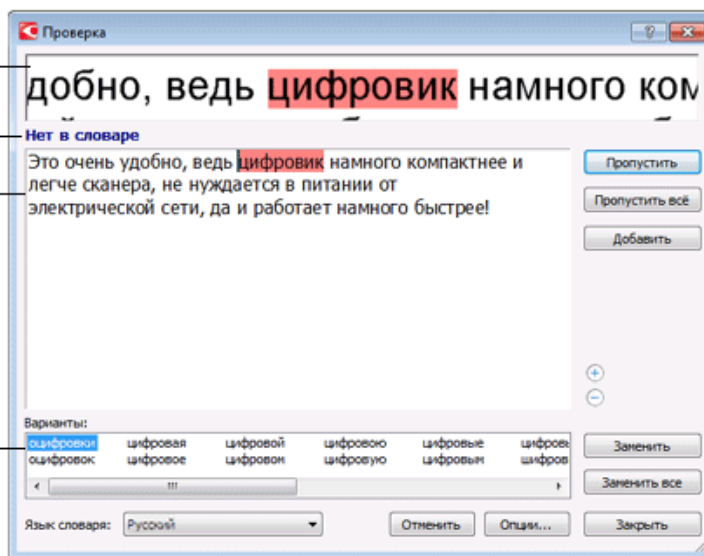 Проверка
добно, ведь цифровик намного ком
Нет в словаре
Это очень удобно, ведь цифровик намного компактнее и
легче сканера, не нуждается в питании от
электрической сети, да и работает намного быстрее!
Пропустить
Пропустить всё
Добавить
Варианты:
оцифровки цифровая цифровой цифровою цифровые цифровь
оцифровок цифровое цифровом цифровую цифровым шифров
Заменить
Заменить все
Язык словаря: Русский Отменить Опции... Закрыть